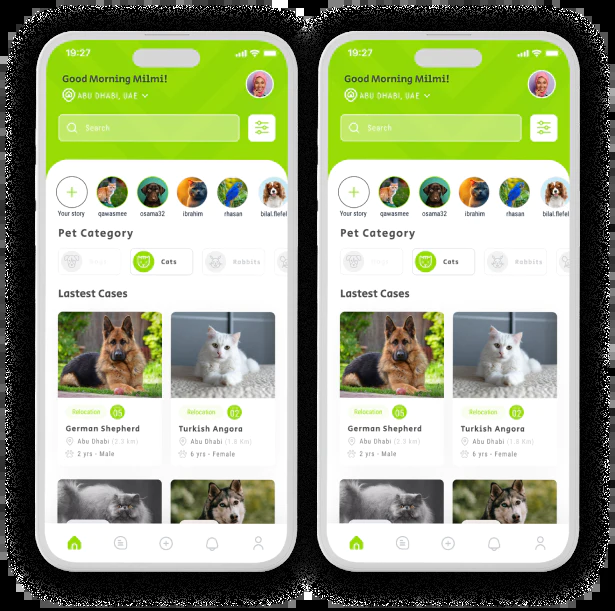 19:27
Good Morning Milmi!
ABU DHABI, UAE
Search
Your story qawasmee osama32 ibrahim rhasan bilal.flefel
Pet Category
Cats Rabbits
Lastest Cases
Relocation 05 Relocation 02
German Shepherd Turkish Angora
Abu Dhabi (2.3 km) Abu Dhabi (1.8 Km)
2 yrs - Male 6 yrs - Female
19:27
Good Morning Milmi!
ABU DHABI, UAE
Search
Your story qawasmee osama32 ibrahim rhasan bilal.flefel
Pet Category
Cats Rabbits
Lastest Cases
Relocation 05 Relocation 02
German Shepherd Turkish Angora
Abu Dhabi (2.3 km) Abu Dhabi (1.8 Km)
2 yrs - Male 6 yrs - Female